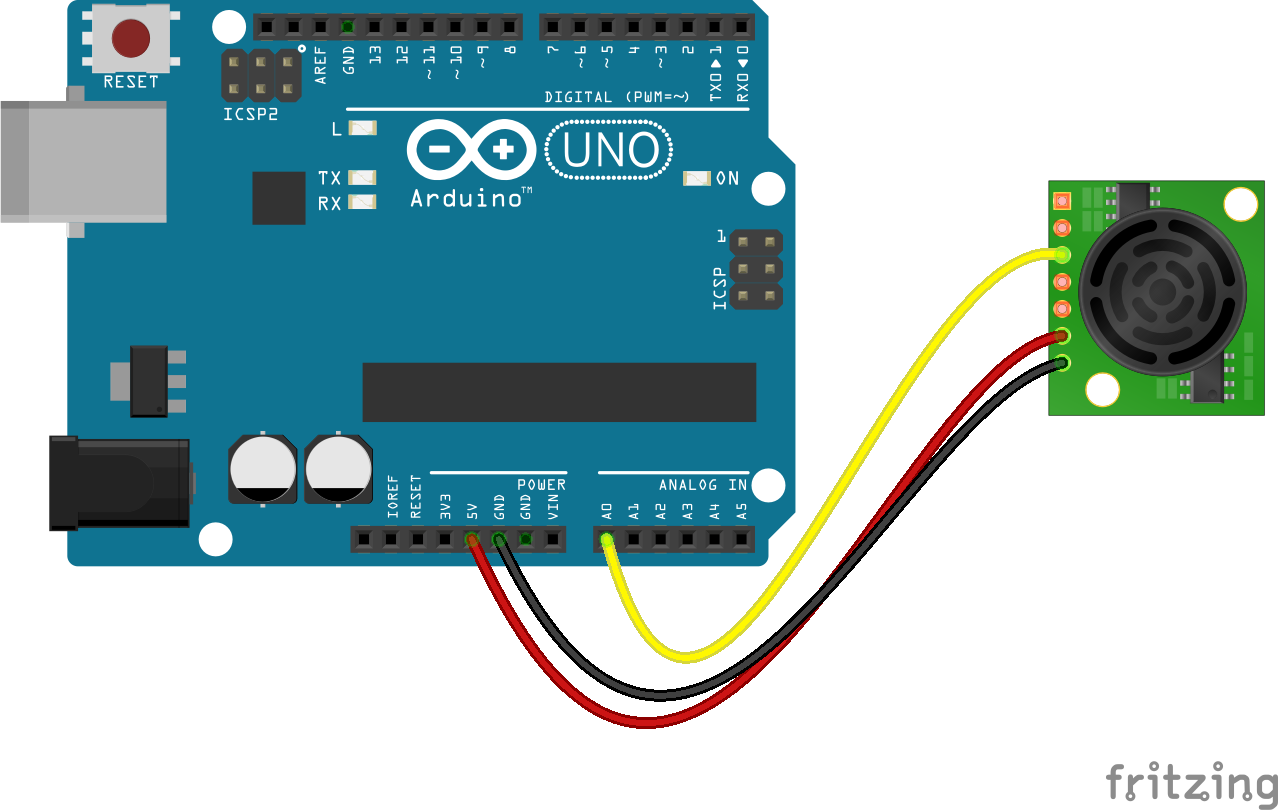 RESET
ICSP2
AREF
GND
13
12
~11
~10
~9
8
7
~6
~5
4
~3
2
TX0▶1
RX0◀0
DIGITAL (PWM=~)
L
TX
RX
Arduino™
UNO
ON
1
ICSP
IOREF
RESET
3V3
5V
GND
GND
VIN
POWER
ANALOG IN
A0
A1
A2
A3
A4
A5
fritzing